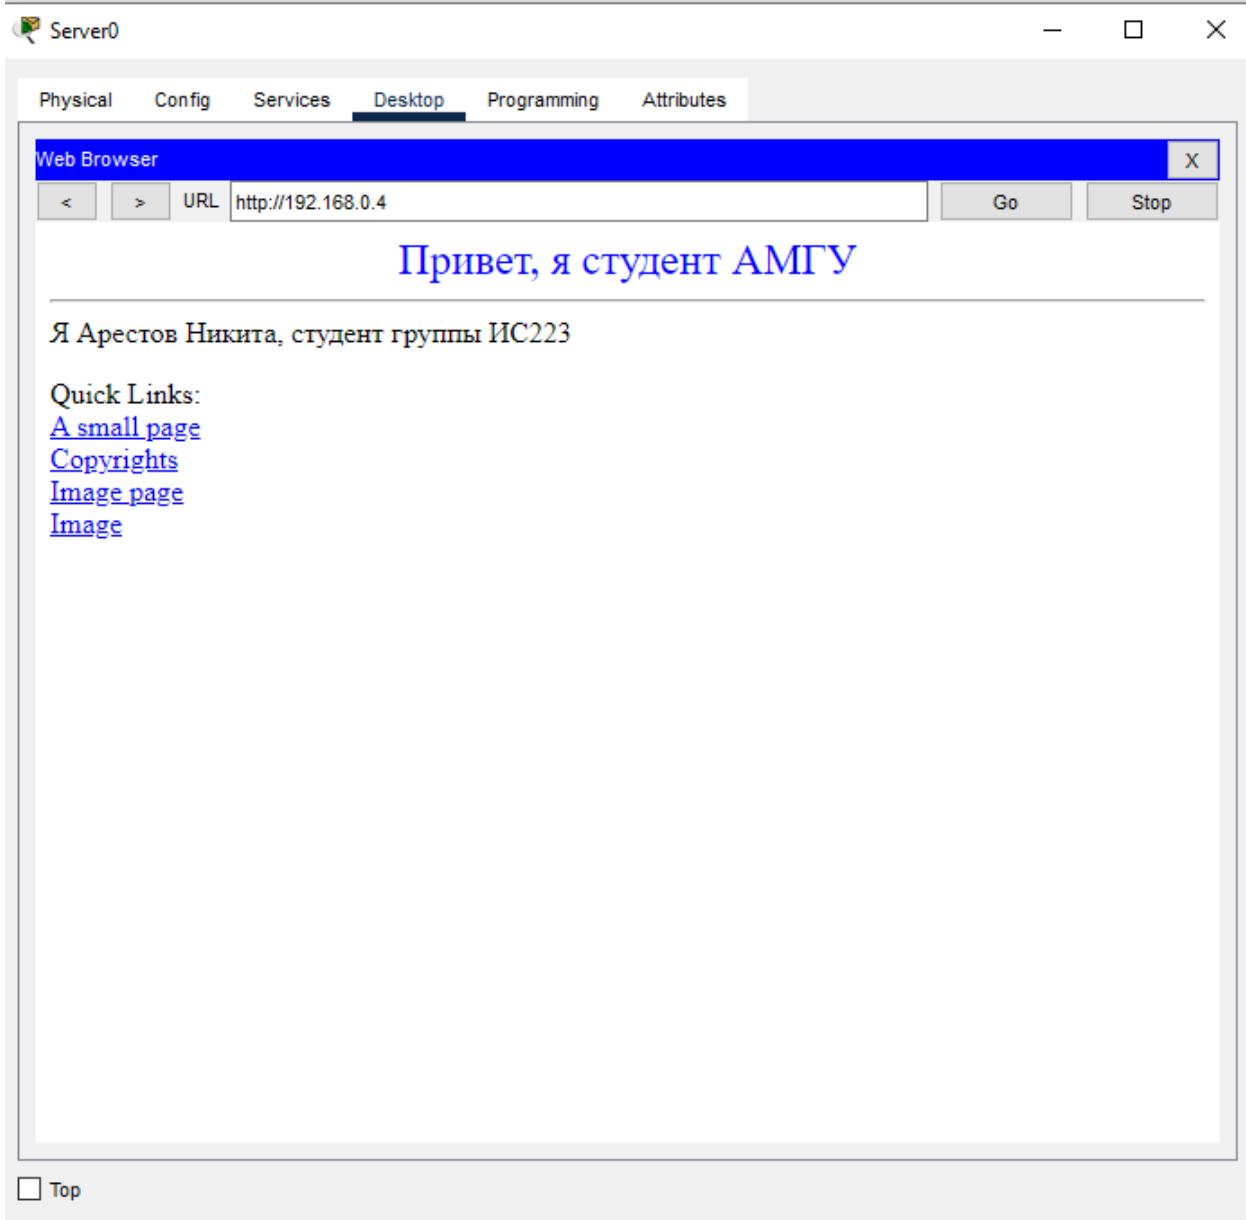 Server0
Physical Config Services Desktop Programming Attributes
Web Browser X
< > URL http://192.168.0.4 Go Stop
Привет, я студент АМГУ
Я Арестов Никита, студент группы ИС223
Quick Links:
A small page
Copyrights
Image page
Image
Top